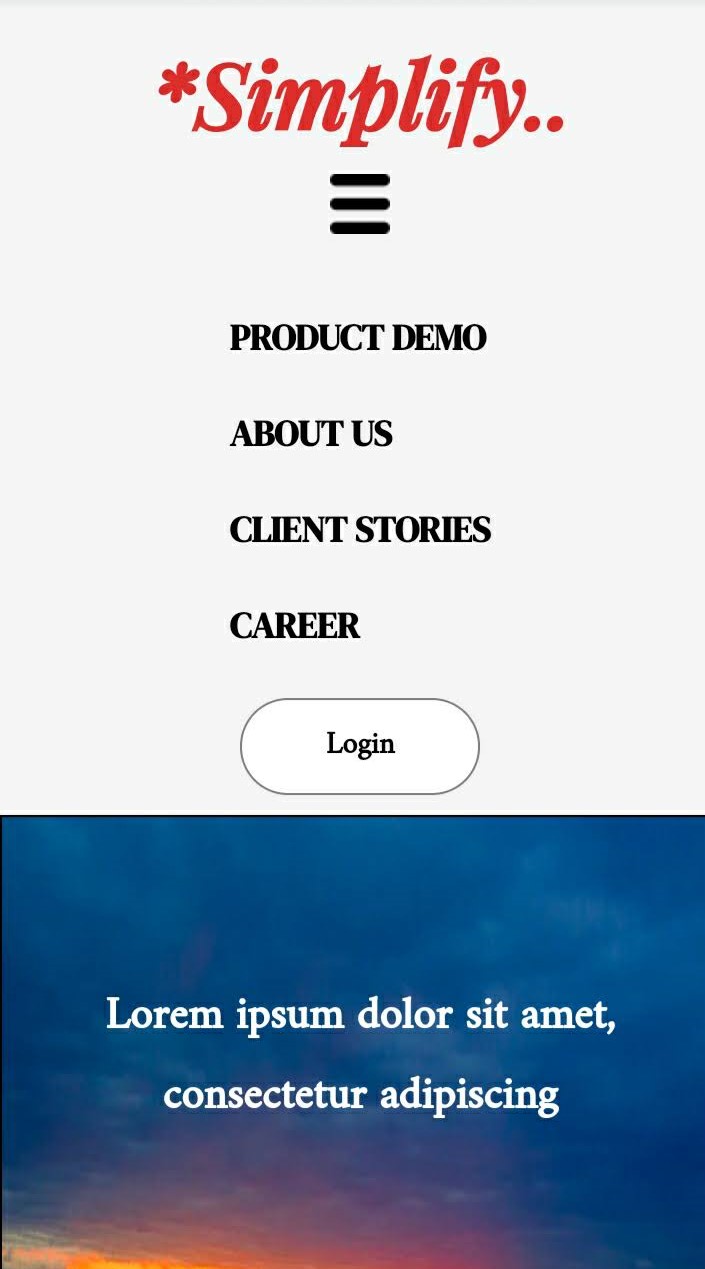 *Simplify..
PRODUCT DEMO
ABOUT US
CLIENT STORIES
CAREER
Login
Lorem ipsum dolor sit amet,
consectetur adipiscing